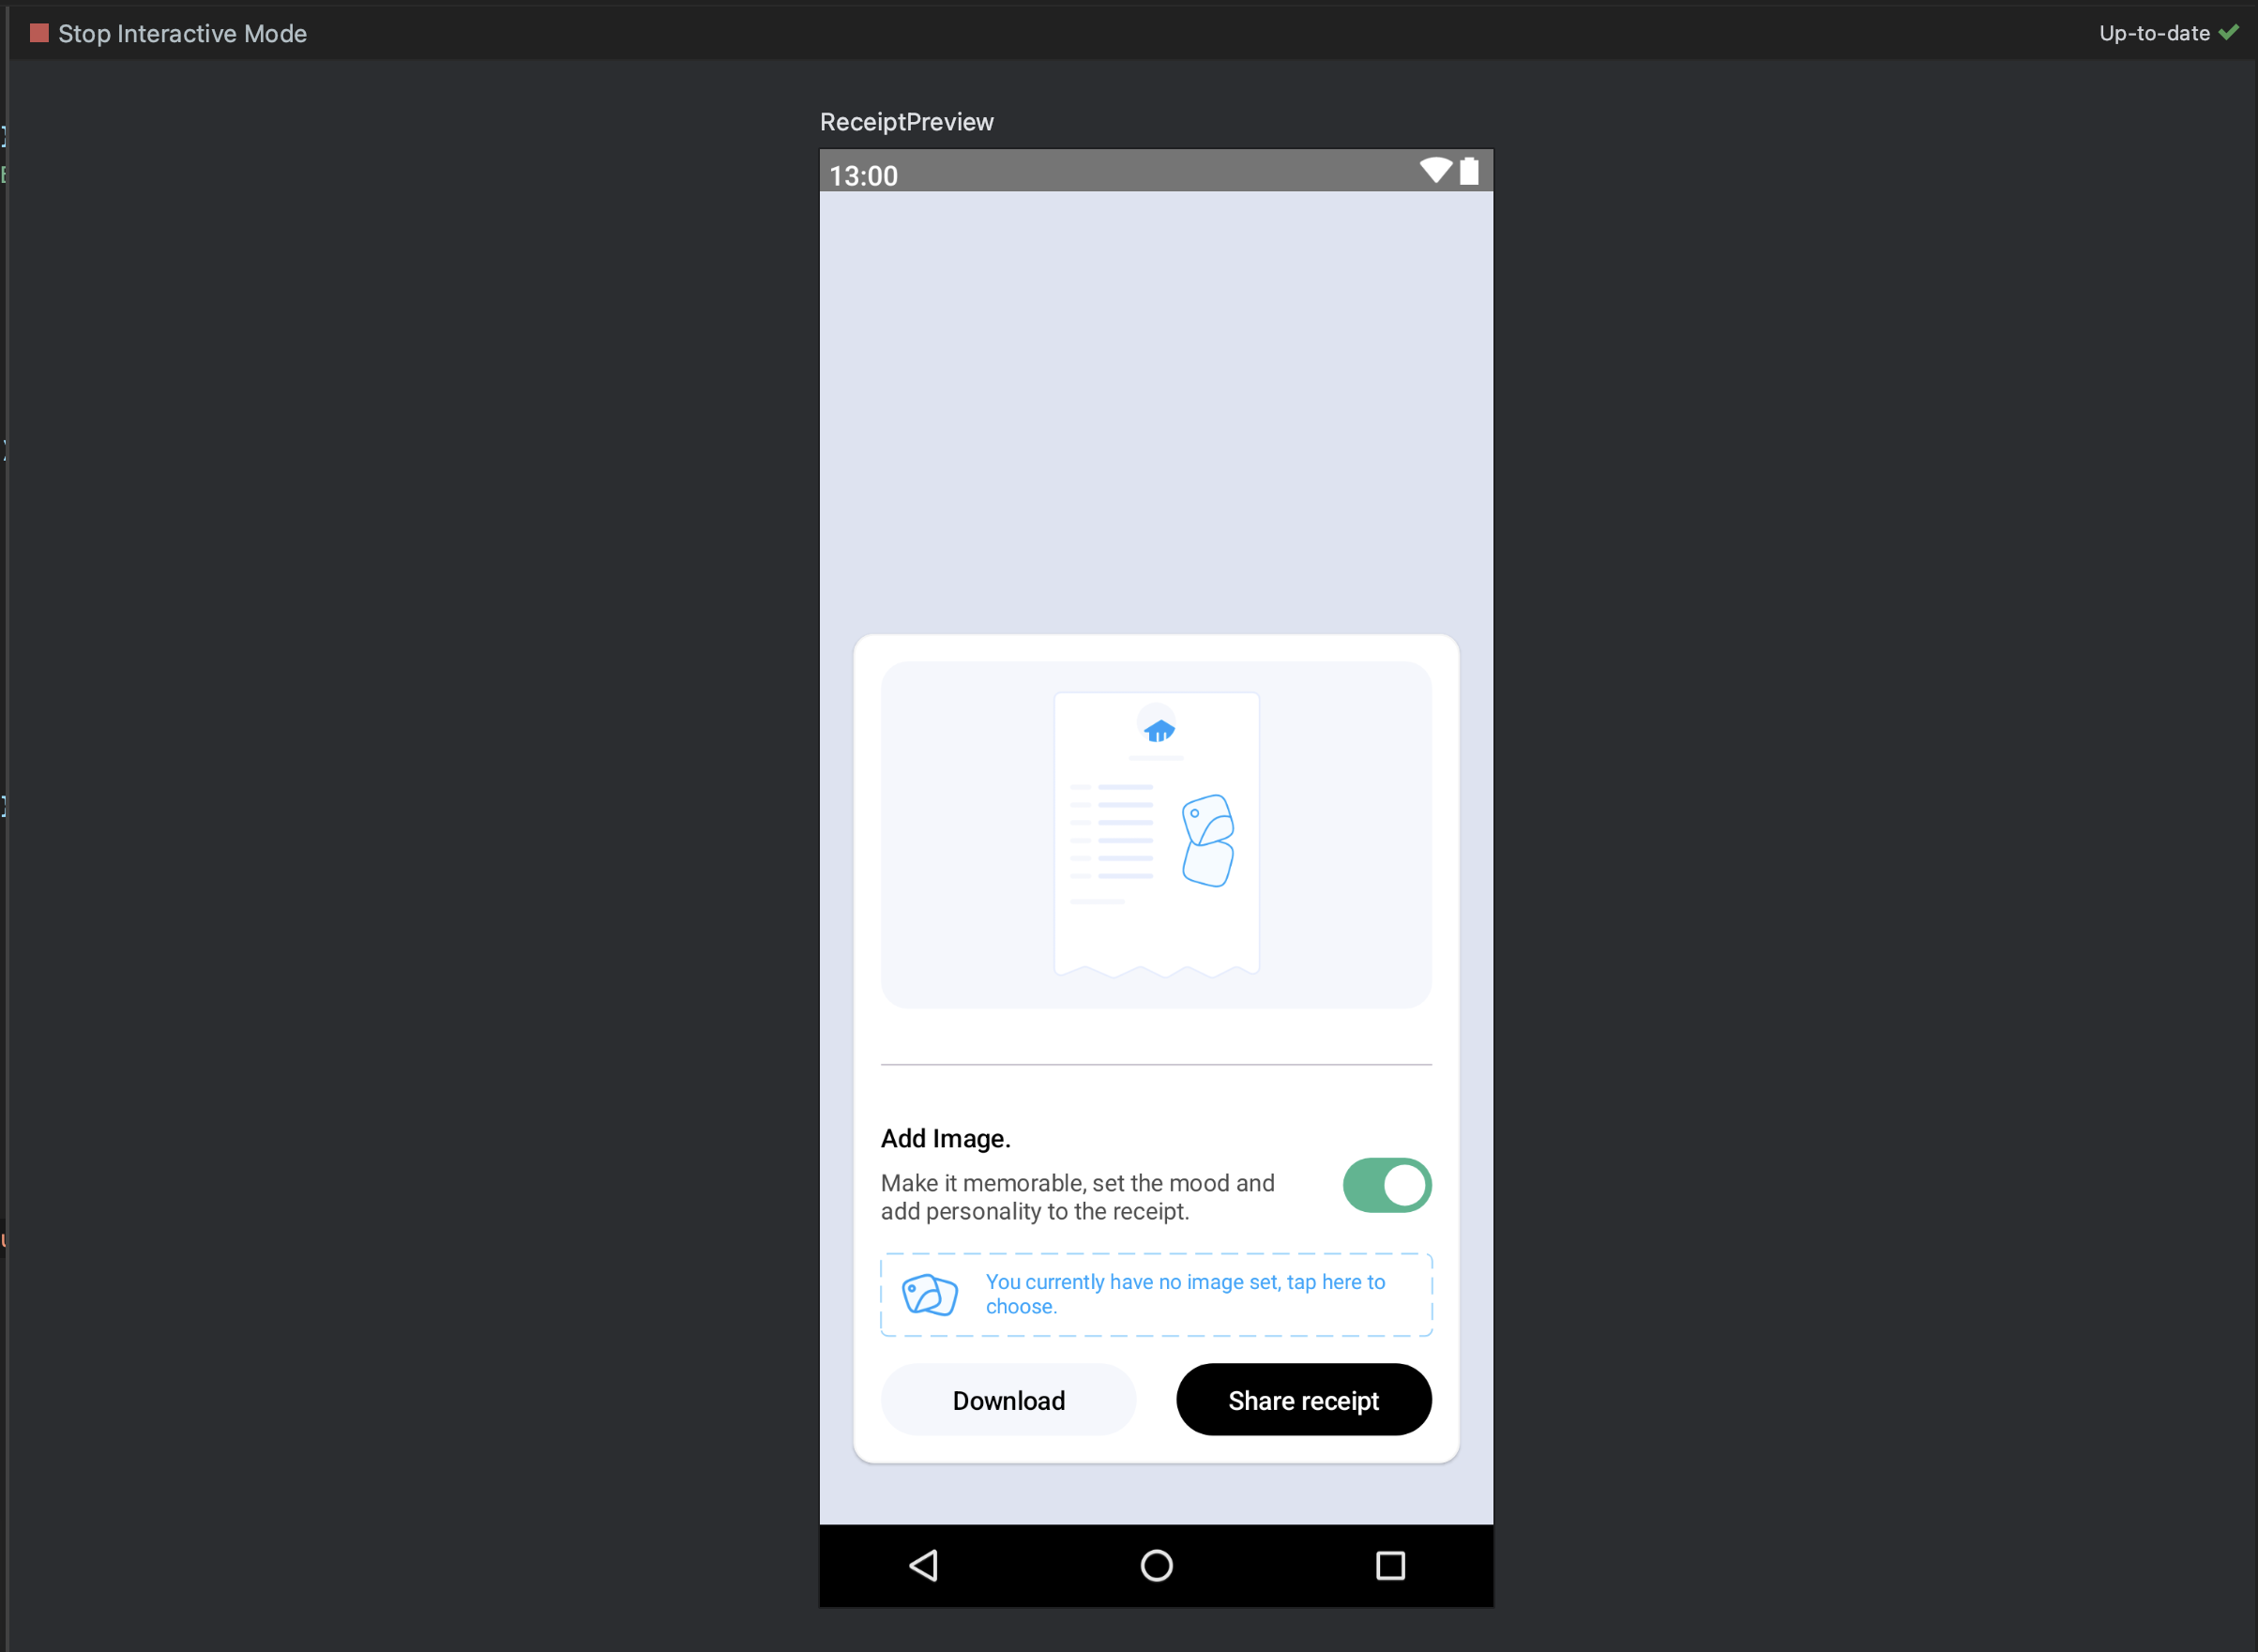 Stop Interactive Mode
Up-to-date
ReceiptPreview
13:00
Add Image.
Make it memorable, set the mood and
add personality to the receipt.
You currently have no image set, tap here to
choose.
Download
Share receipt